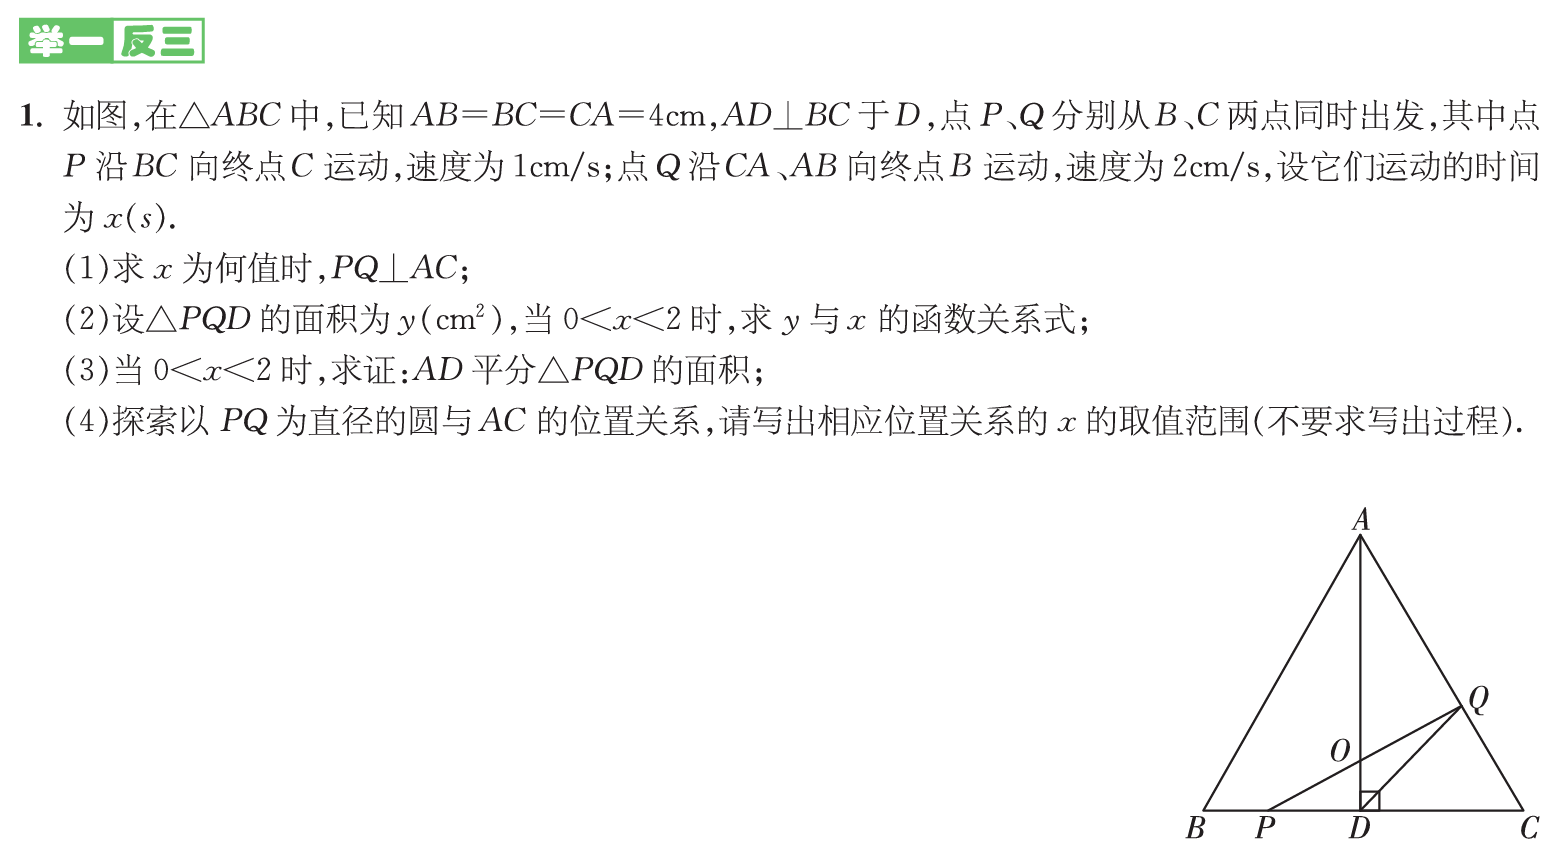 举一反三
1. 如图,在△ABC中,已知AB=BC=CA=4cm,AD⊥BC于D,点P、Q分别从B、C两点同时出发,其中点
P沿BC向终点C运动,速度为1cm/s;点Q沿CA、AB向终点B运动,速度为2cm/s,设它们运动的时间
为x(s).
(1)求x为何值时,PQ⊥AC;
(2)设△PQD的面积为y(cm²),当0<x<2时,求y与x的函数关系式;
(3)当0<x<2时,求证:AD平分△PQD的面积;
(4)探索以PQ为直径的圆与AC的位置关系,请写出相应位置关系的x的取值范围(不要求写出过程).
A
Q
O
B P D C